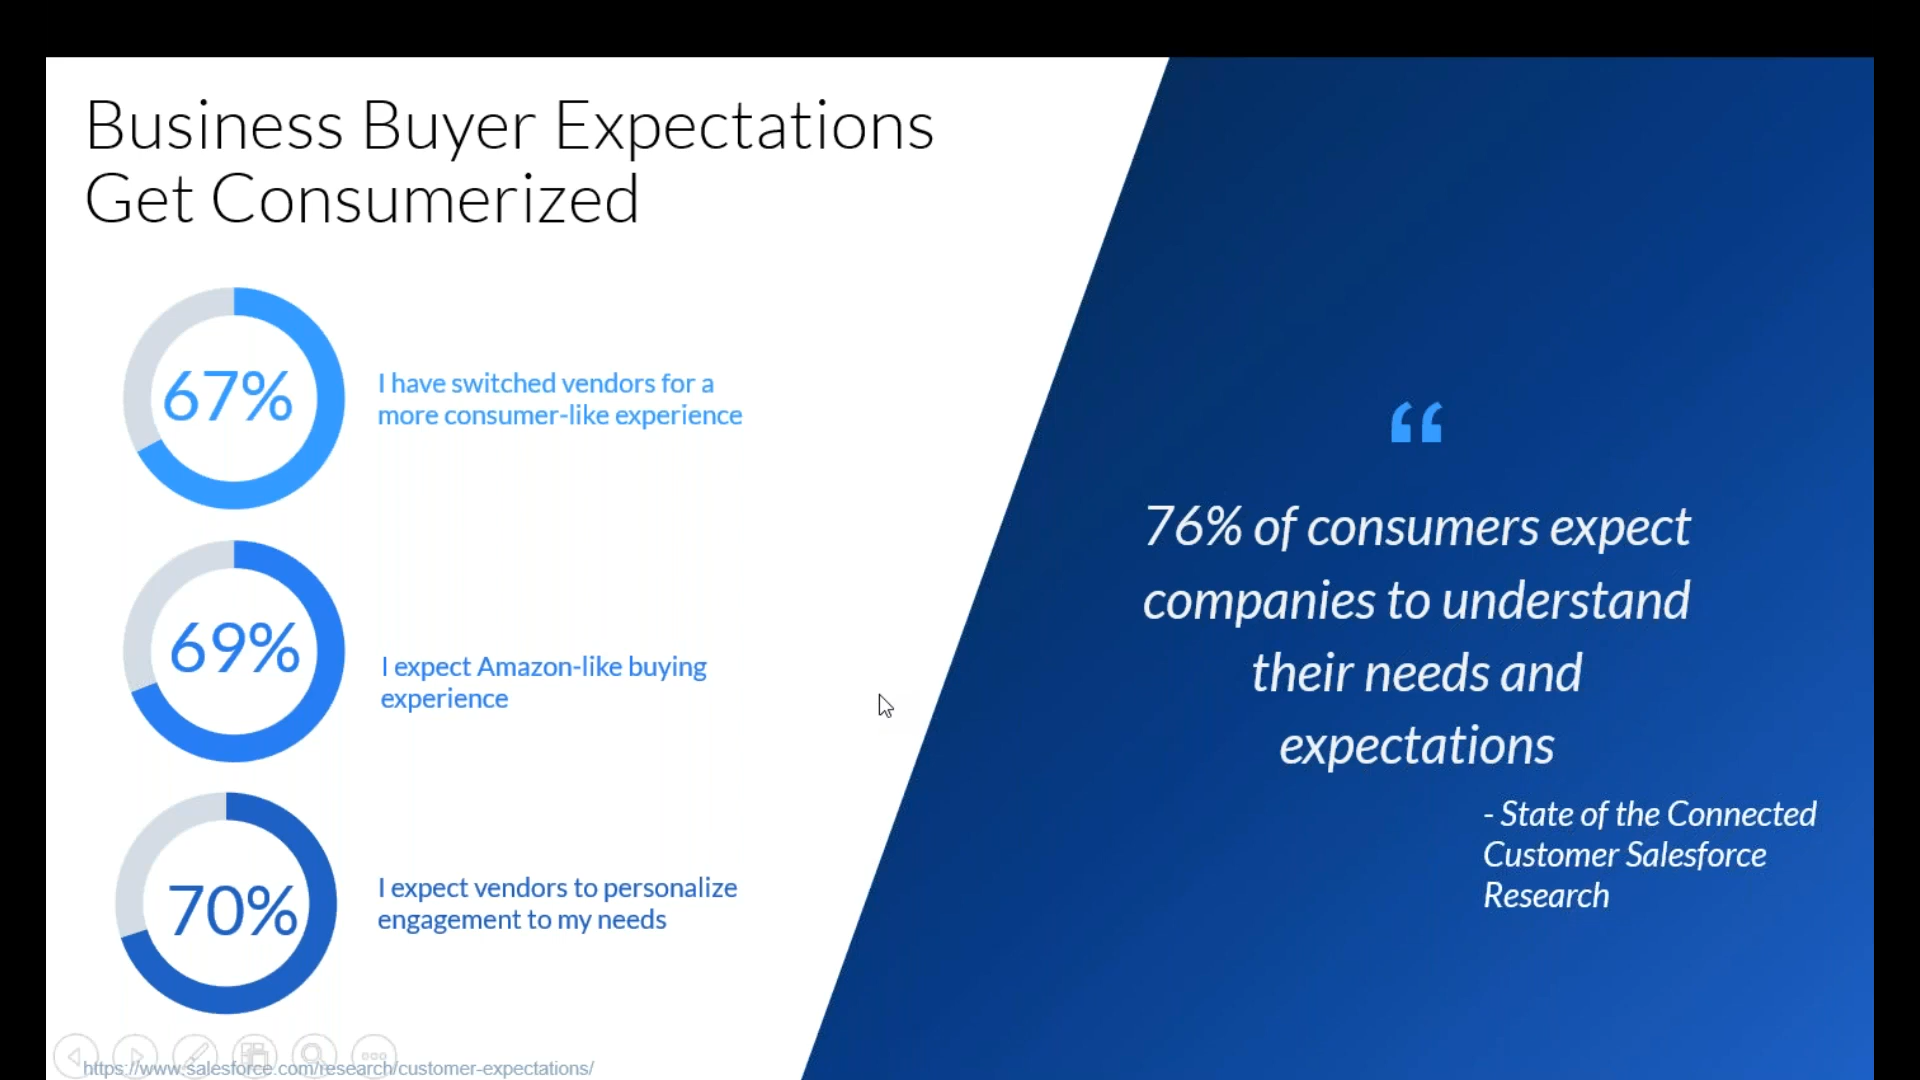 Business Buyer Expectations
Get Consumerized
67%
I have switched vendors for a
more consumer-like experience
69%
I expect Amazon-like buying
experience
70%
I expect vendors to personalize
engagement to my needs
https://www.salesforce.com/research/customer-expectations/
“
76% of consumers expect
companies to understand
their needs and
expectations
- State of the Connected
Customer Salesforce
Research